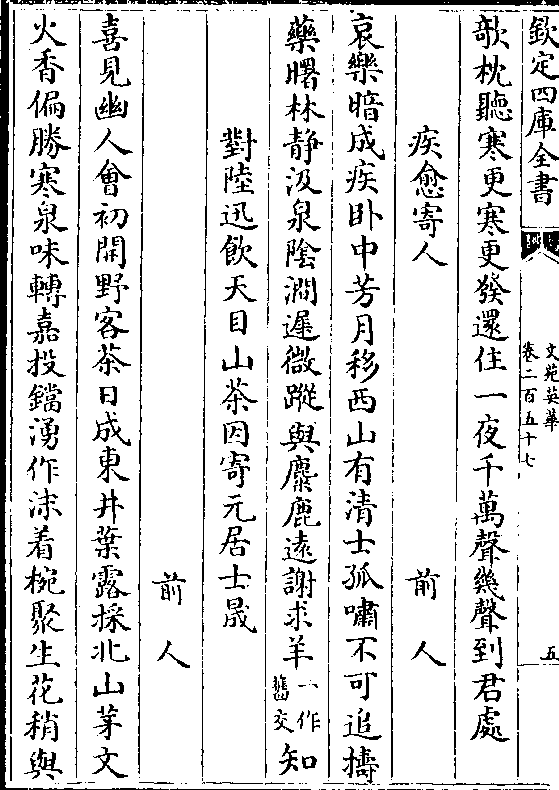 欽定四庫全書
文苑英華
卷二百五十七
五
欹枕聽寒更寒更發還住一夜千萬聲幾聲到君處
疾愈寄人
前人
哀樂暗成疾卧中芳月移西山有清士孤嘯不可追擣
藥曙林静汲泉陰澗遲微蹤與麋鹿逺謝求羊一作舊交知
對陸迅飲天目山茶因寄元居士晟
前人
喜見幽人會初開野客茶日成東井葉露採北山芽文
火香偏勝寒泉味轉嘉投鐺湧作沫着椀聚生花稍與